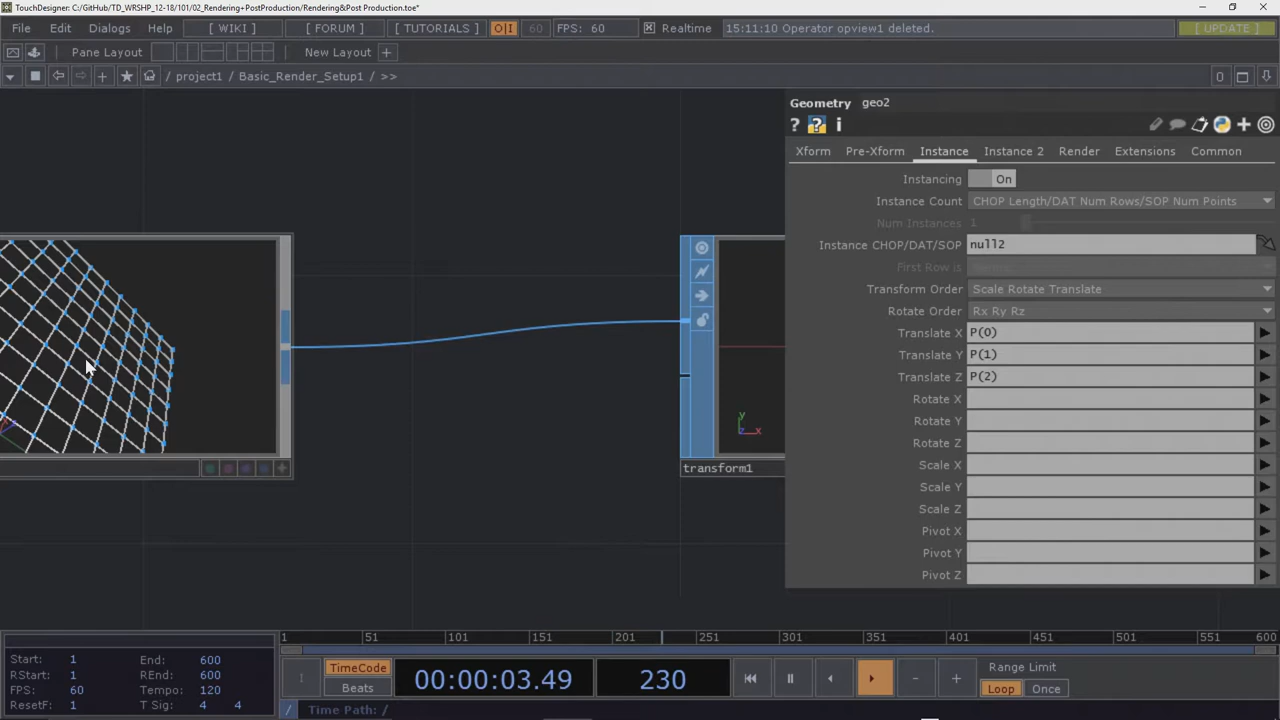 TouchDesigner: C:/GitHub/TD_WRSHP_12-18/101/02_Rendering+PostProduction/Rendering&Post Production.toe*
File Edit Dialogs [ WIKI ] [ FORUM ] [ TUTORIALS ] O|I 60 FPS: 60 Realtime 15:11:10 Operator opview1 deleted. [ UPDATE ]
Pane Layout New Layout +
/ project1 / Basic_Render_Setup1 / >> 0
Geometry geo2
? ? i
Xform Pre-Xform Instance Instance 2 Render Extensions Common
Instancing On
Instance Count CHOP Length/DAT Num Rows/SOP Num Points
Num Instances 1
Instance CHOP/DAT/SOP null2
First Row is
Transform Order Scale Rotate Translate
Rotate Order Rx Ry Rz
Translate X P(0)
Translate Y P(1)
Translate Z P(2)
Rotate X
Rotate Y
Rotate Z
Scale X
Scale Y
Scale Z
Pivot X
Pivot Y
Pivot Z
y
z x
transform1
1 51 101 151 201 251 301 351 401 451 501 551 600
Start: 1 End: 600
RStart: 1 REnd: 600
FPS: 60 Tempo: 120
ResetF: 1 T Sig: 4 4
1 TimeCode 00:00:03.49 230 - + Range Limit
Beats Loop Once
/ Time Path: /